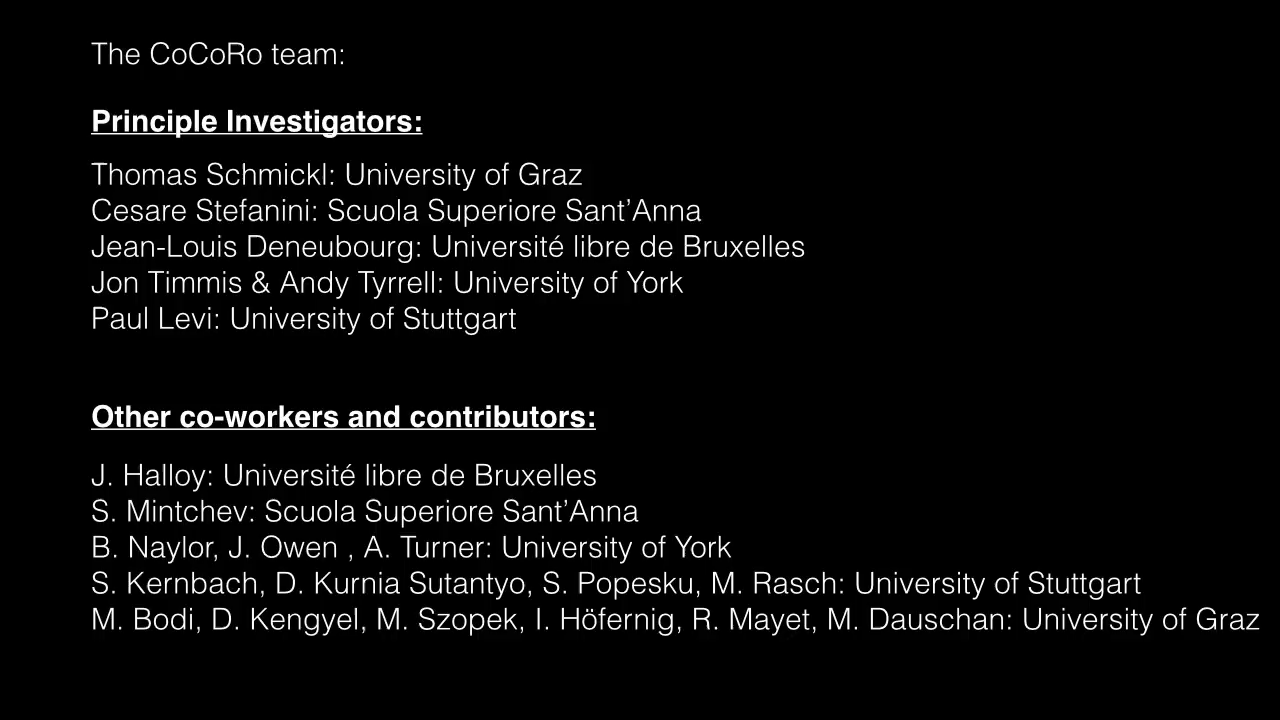 The CoCoRo team:
Principle Investigators:
Thomas Schmickl: University of Graz
Cesare Stefanini: Scuola Superiore Sant’Anna
Jean-Louis Deneubourg: Université libre de Bruxelles
Jon Timmis & Andy Tyrrell: University of York
Paul Levi: University of Stuttgart
Other co-workers and contributors:
J. Halloy: Université libre de Bruxelles
S. Mintchev: Scuola Superiore Sant’Anna
B. Naylor, J. Owen , A. Turner: University of York
S. Kernbach, D. Kurnia Sutantyo, S. Popesku, M. Rasch: University of Stuttgart
M. Bodi, D. Kengyel, M. Szopek, I. Höfernig, R. Mayet, M. Dauschan: University of Graz